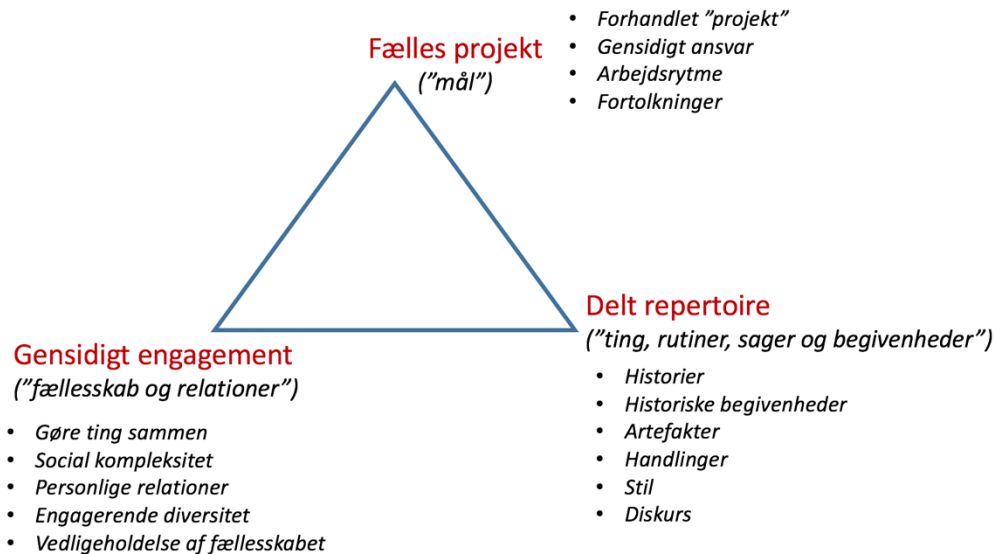 Fælles projekt
(”mål”)
• Forhandlet ”projekt”
• Gensidigt ansvar
• Arbejdsrytme
• Fortolkninger
Gensidigt engagement
(”fællesskab og relationer”)
• Gøre ting sammen
• Social kompleksitet
• Personlige relationer
• Engagerende diversitet
• Vedligeholdelse af fællesskabet
Delt repertoire
(”ting, rutiner, sager og begivenheder”)
• Historier
• Historiske begivenheder
• Artefakter
• Handlinger
• Stil
• Diskurs